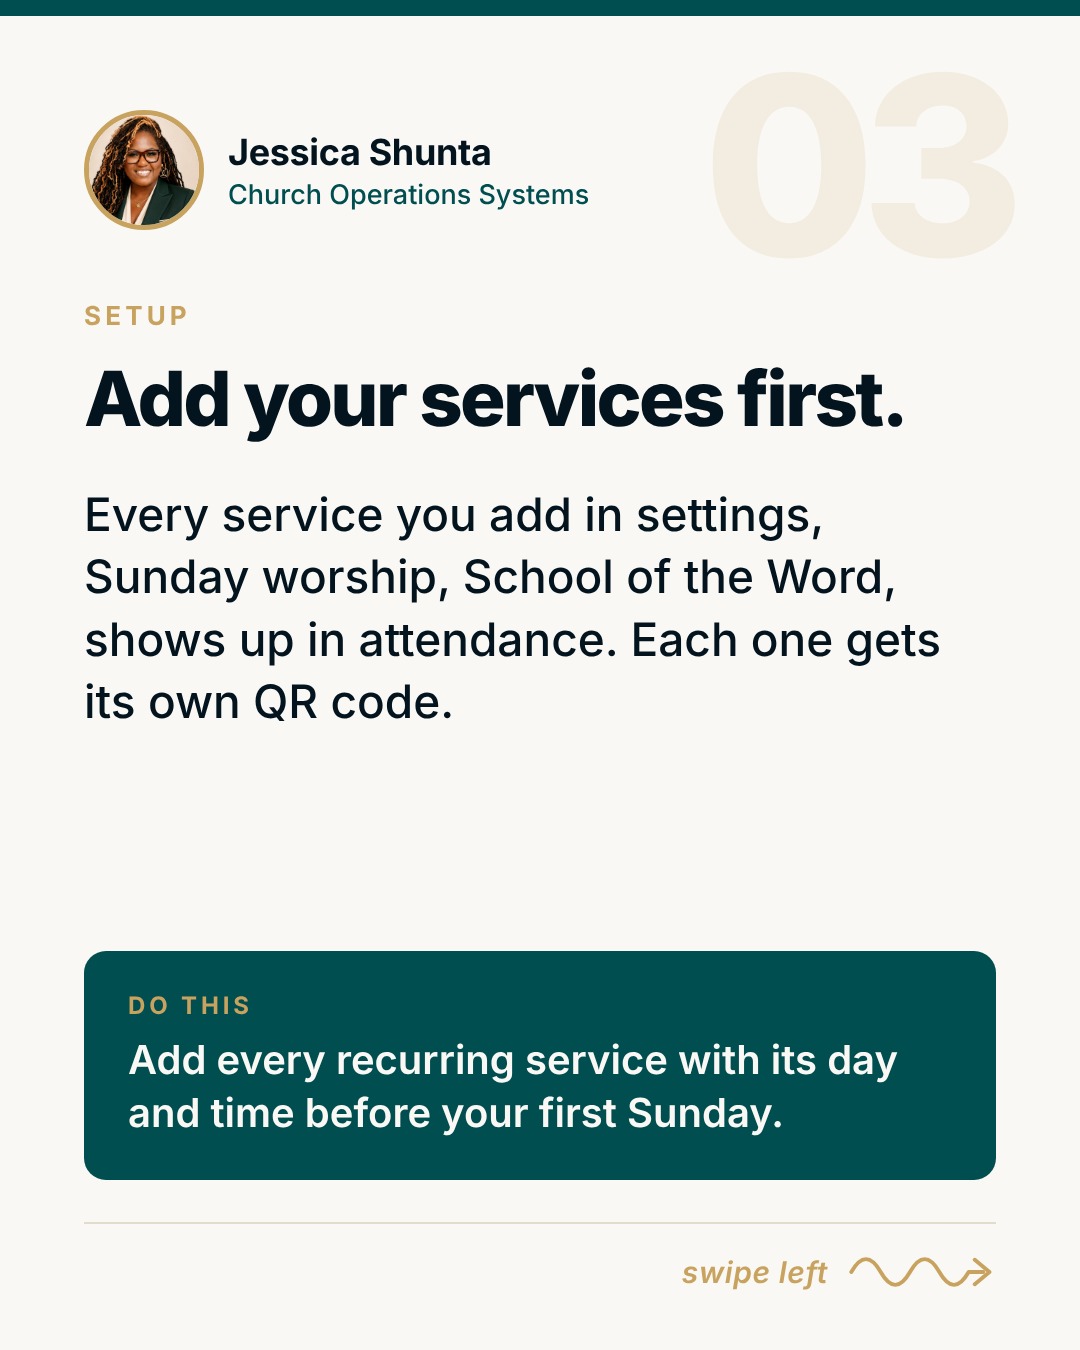 03
Jessica Shunta
Church Operations Systems
SETUP
Add your services first.
Every service you add in settings,
Sunday worship, School of the Word,
shows up in attendance. Each one gets
its own QR code.
DO THIS
Add every recurring service with its day
and time before your first Sunday.
swipe left